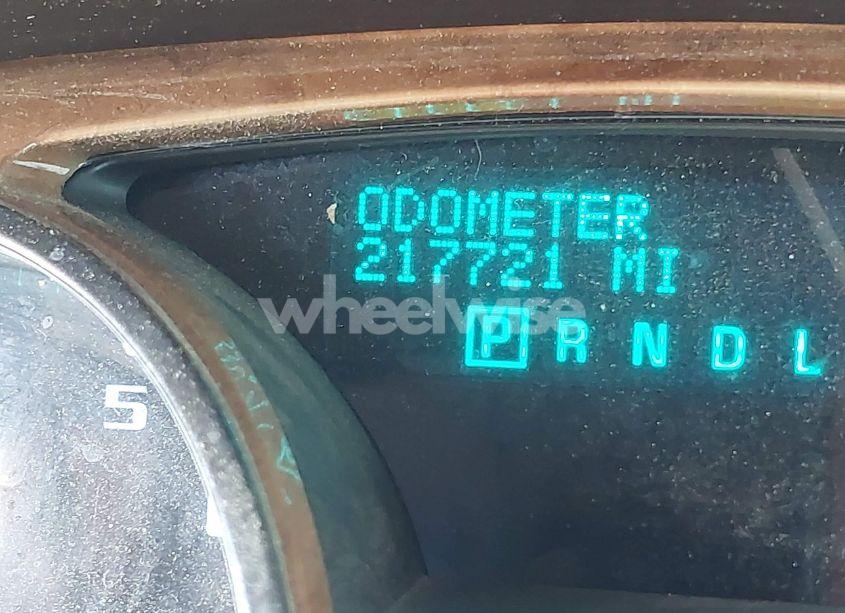 ODOMETER
217721 MI
wheelwise
P R N D L
5